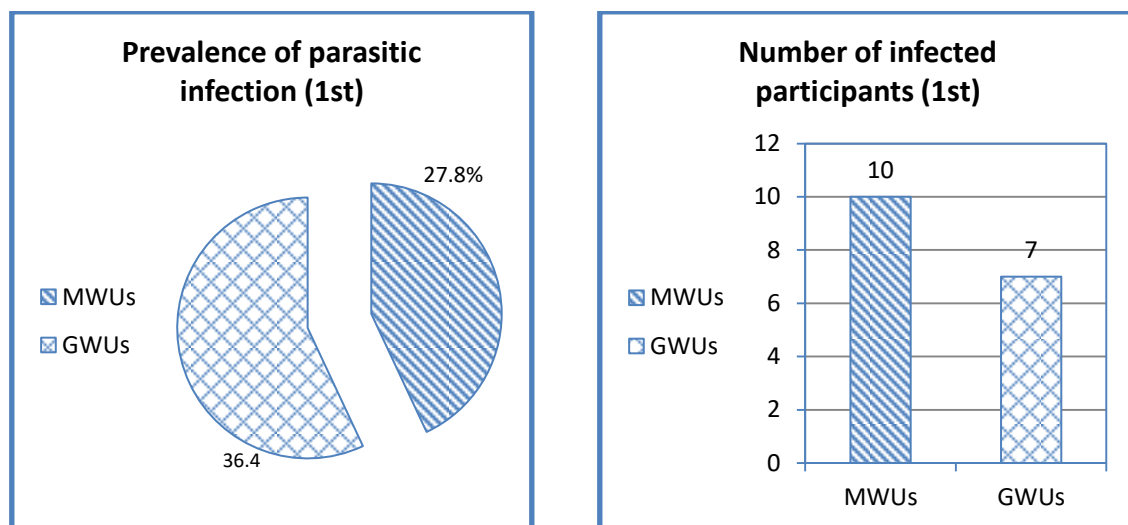 Prevalence of parasitic
infection (1st)
27.8%
MWUs
GWUs
36.4
Number of infected
participants (1st)
12
10
8
6
4
2
0
10
7
MWUs
GWUs
MWUs
GWUs